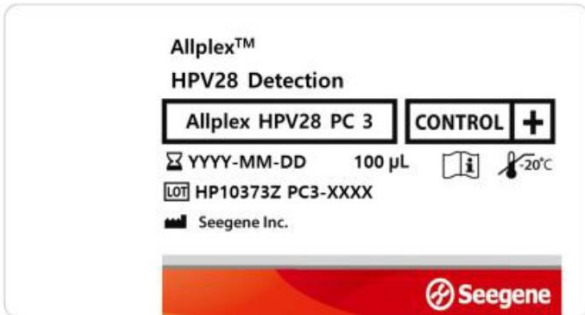 Allplex™
HPV28 Detection
Allplex HPV28 PC 3 CONTROL +
YYYY-MM-DD 100 µL -20°C
LOT HP10373Z PC3-XXXX
Seegene Inc.
Seegene